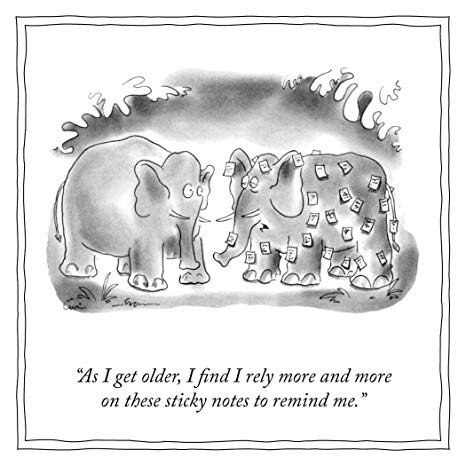 “As I get older, I find I rely more and more
on these sticky notes to remind me.”